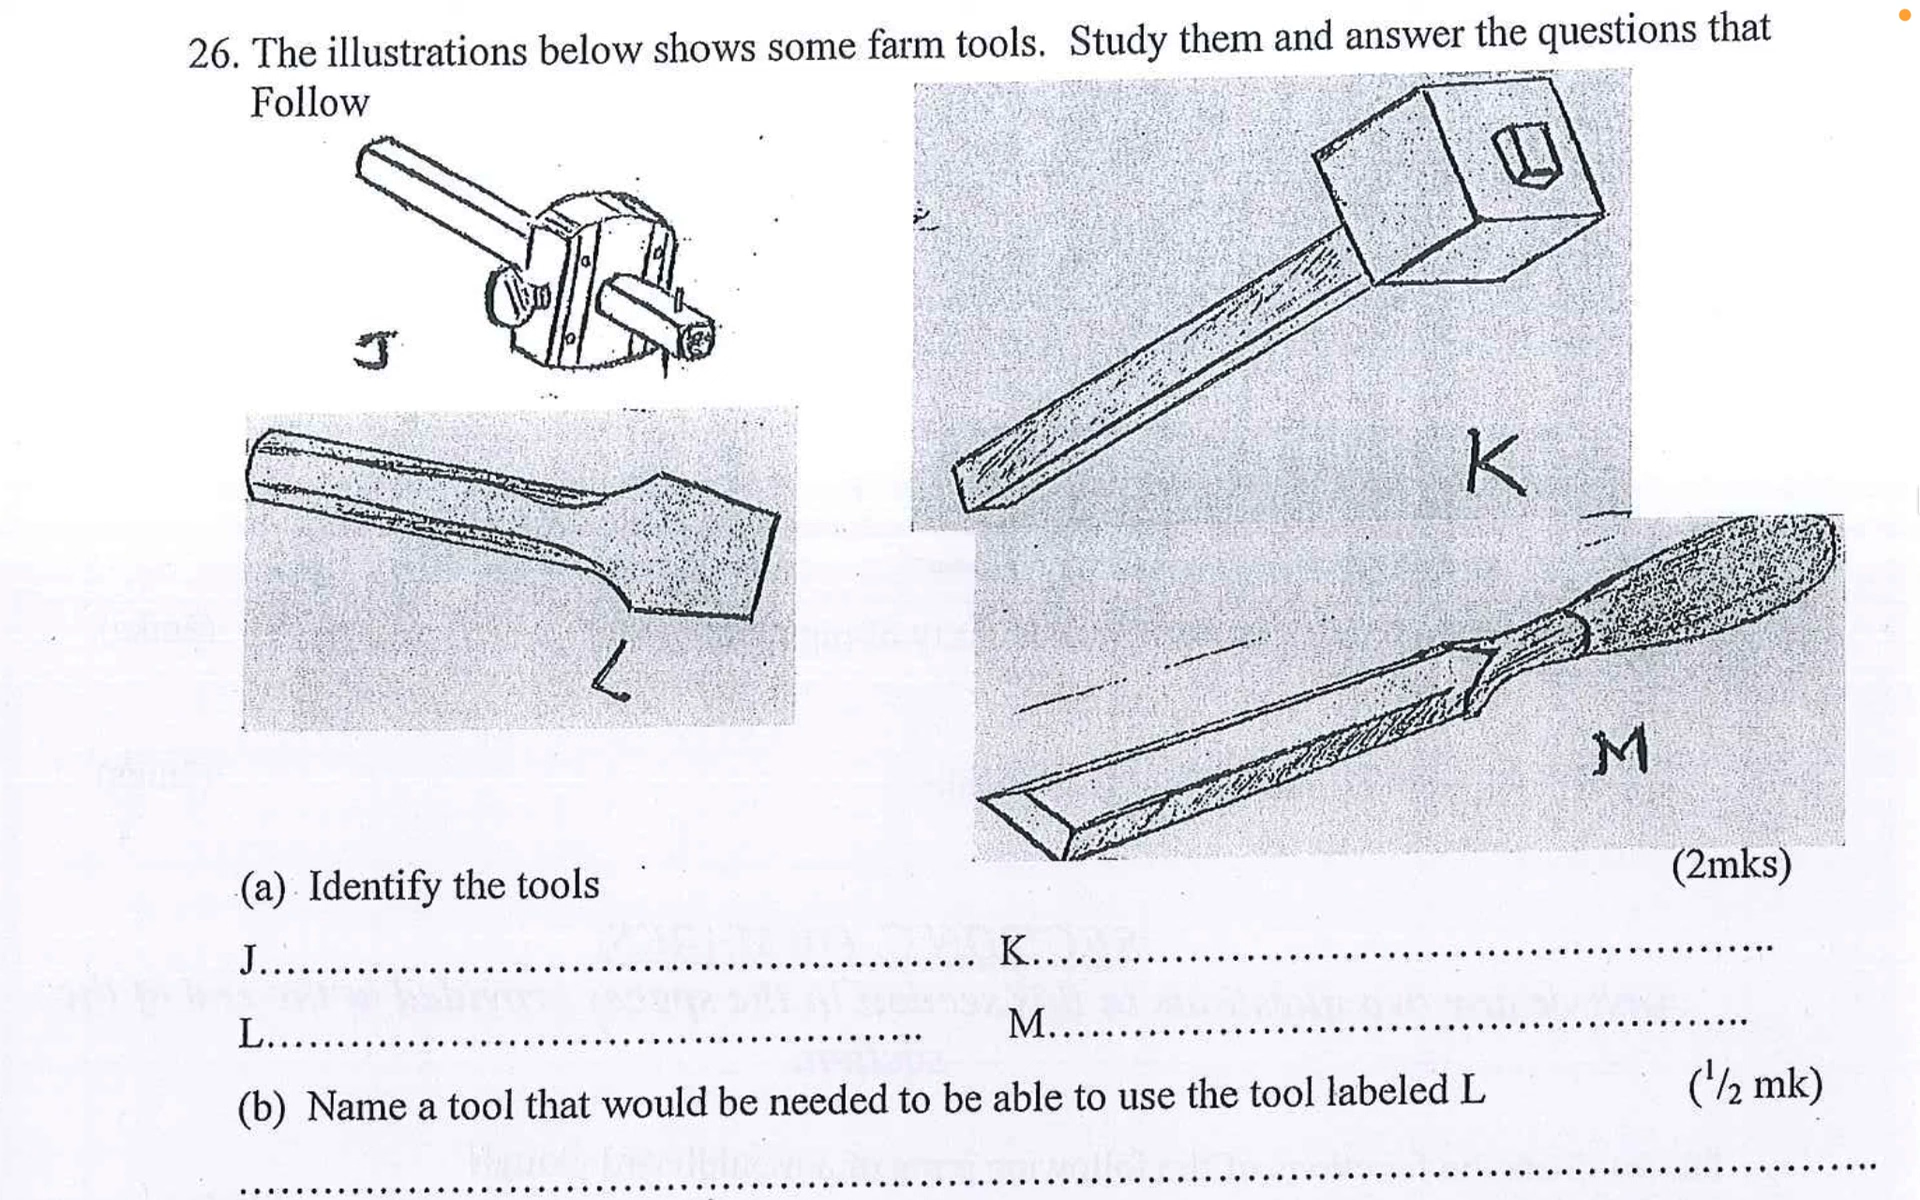 26. The illustrations below shows some farm tools. Study them and answer the questions that
Follow
J
K
L
M
(a) Identify the tools (2mks)
J.......................................................... K..........................................................
L.......................................................... M..........................................................
(b) Name a tool that would be needed to be able to use the tool labeled L (1/2 mk)
....................................................................................................................